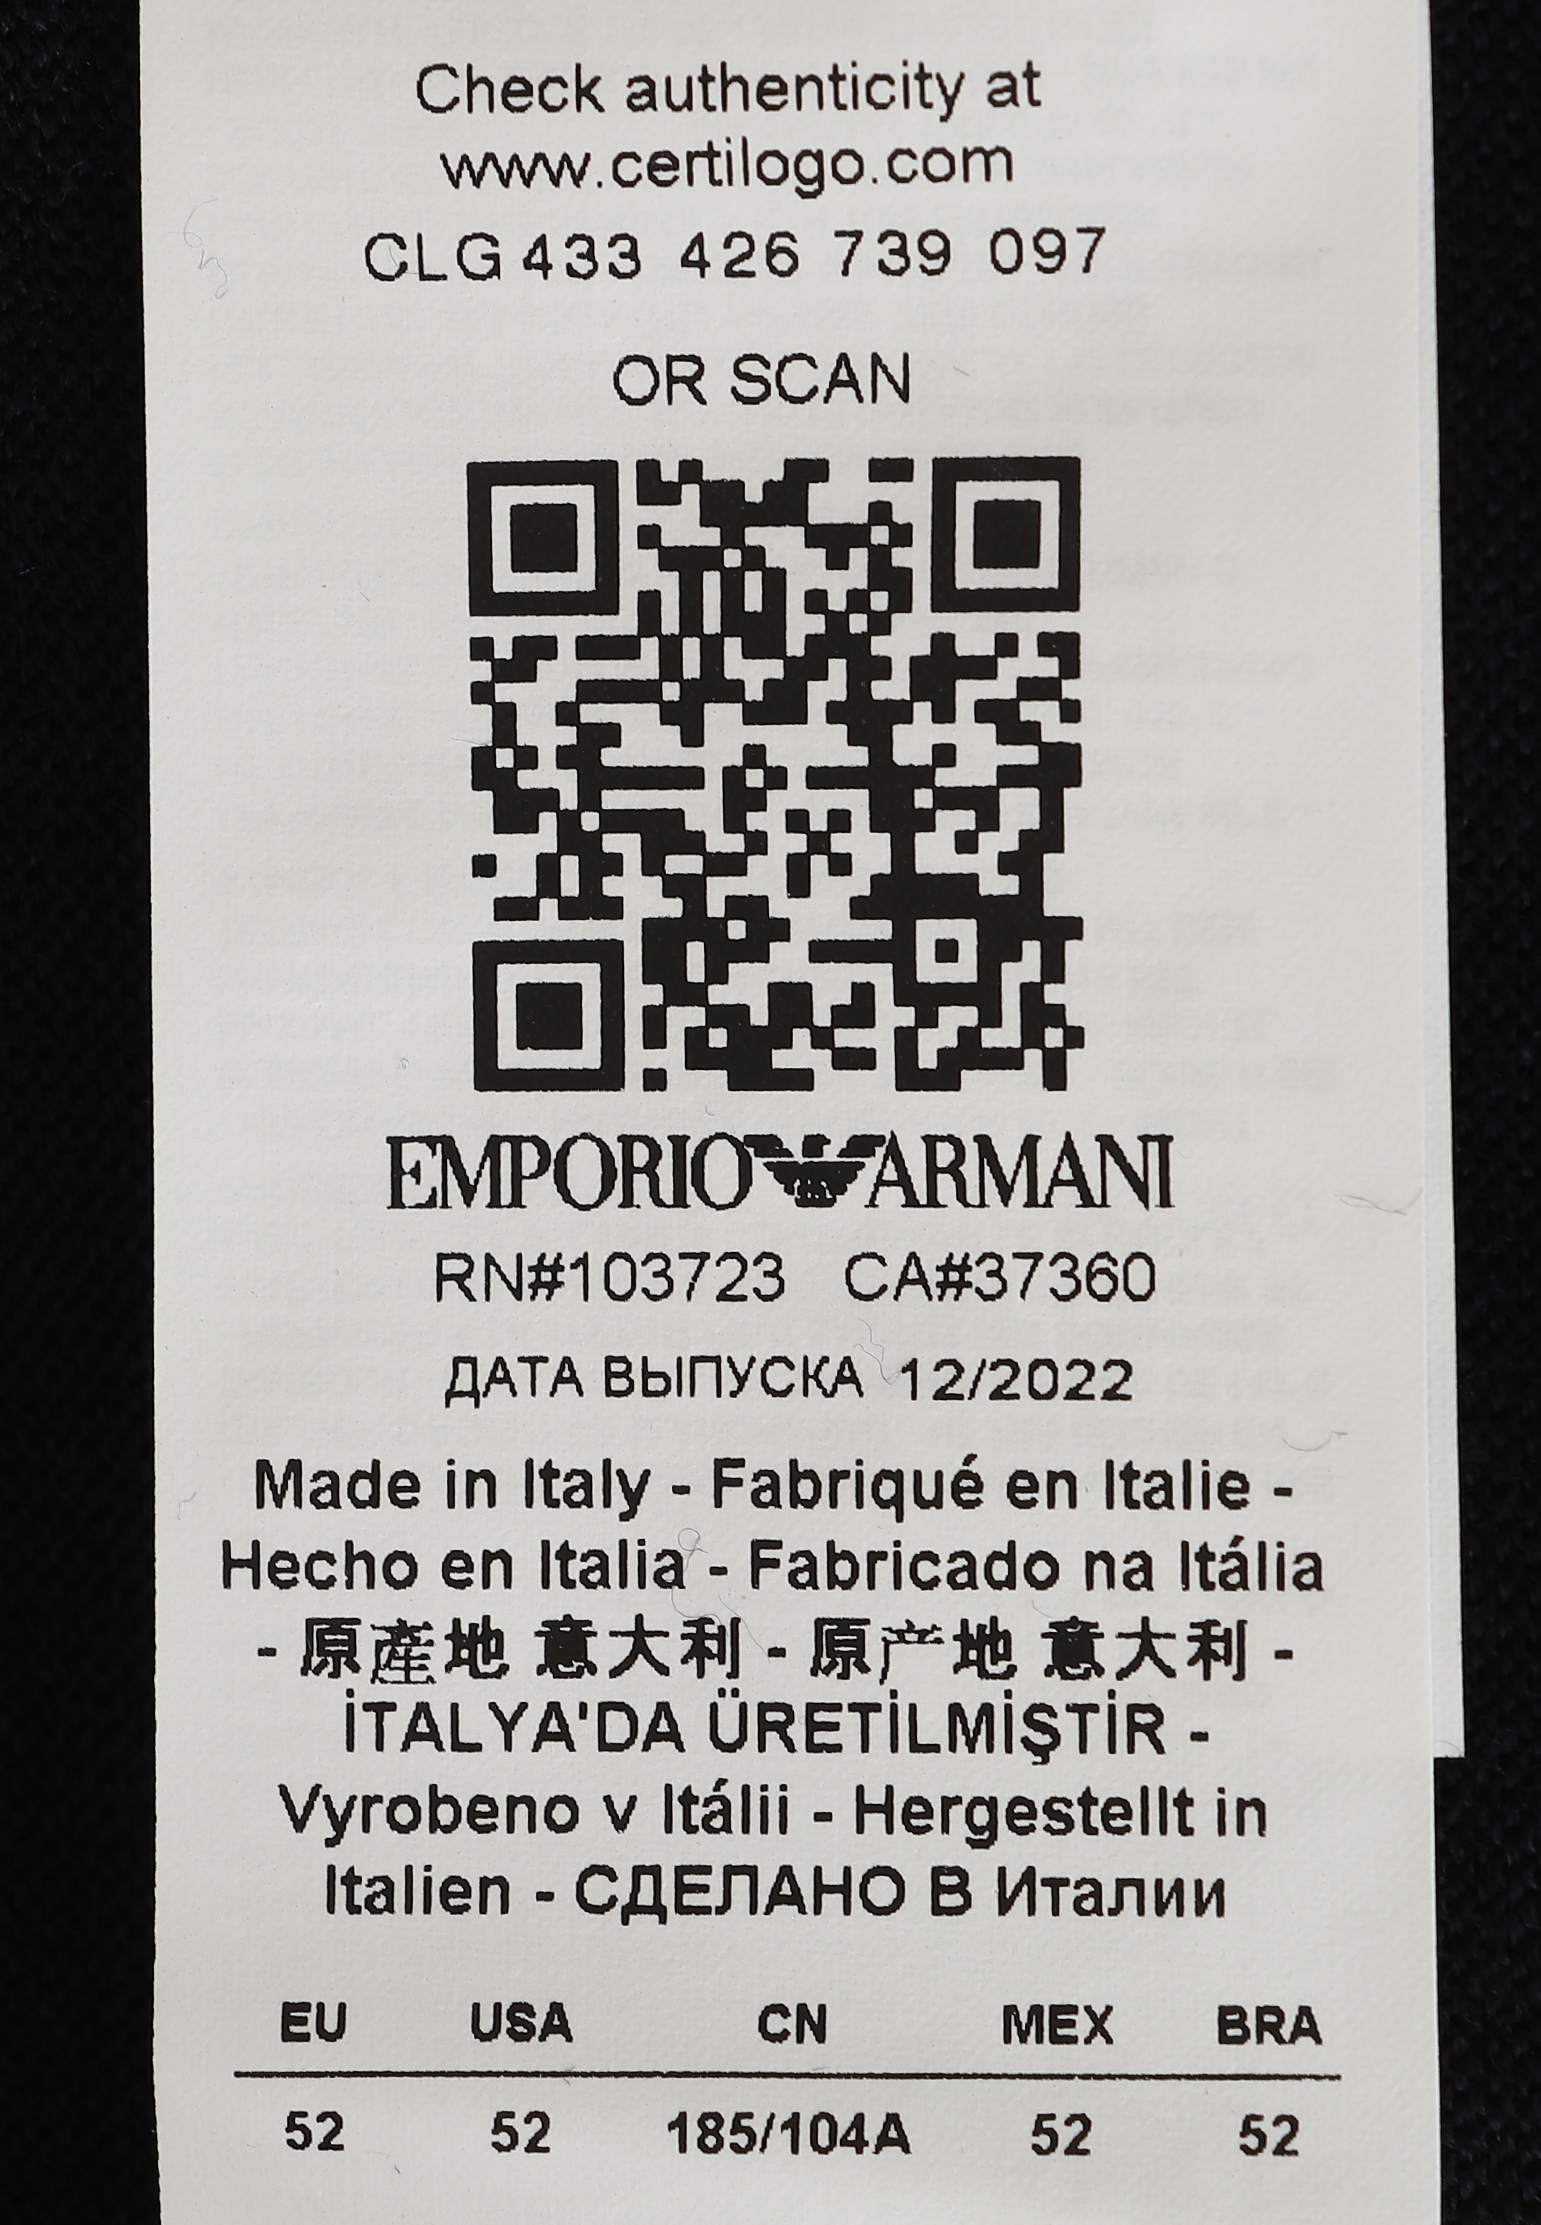 Check authenticity at
www.certilogo.com
CLG 433 426 739 097
OR SCAN
EMPORIO ARMANI
RN#103723 CA#37360
ДАТА ВЫПУСКА 12/2022
Made in Italy - Fabriqué en Italie -
Hecho en Italia - Fabricado na Itália
- 原產地 意大利 - 原产地 意大利 -
İTALYA'DA ÜRETİLMİŞTİR -
Vyrobeno v Itálii - Hergestellt in
Italien - СДЕЛАНО В Италии
EU USA CN MEX BRA
52 52 185/104A 52 52